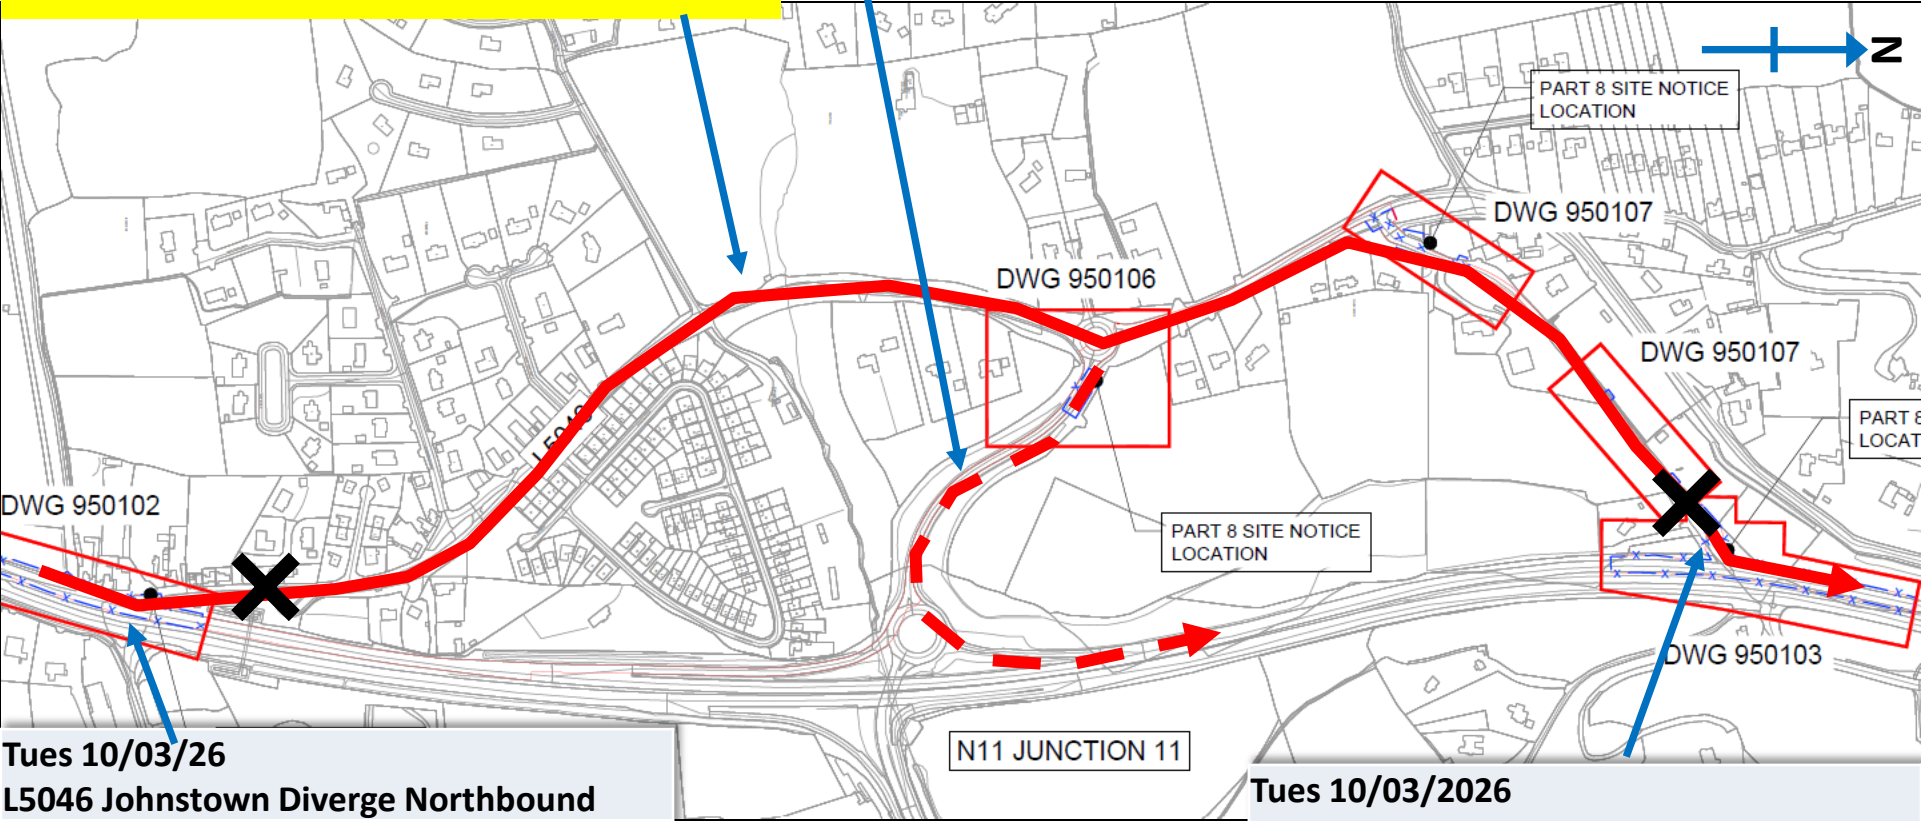 N
PART 8 SITE NOTICE
LOCATION
DWG 950107
DWG 950106
DWG 950107
PART 8
LOCAT
L5046
DWG 950102
PART 8 SITE NOTICE
LOCATION
DWG 950103
N11 JUNCTION 11
Tues 10/03/26
L5046 Johnstown Diverge Northbound
Tues 10/03/2026